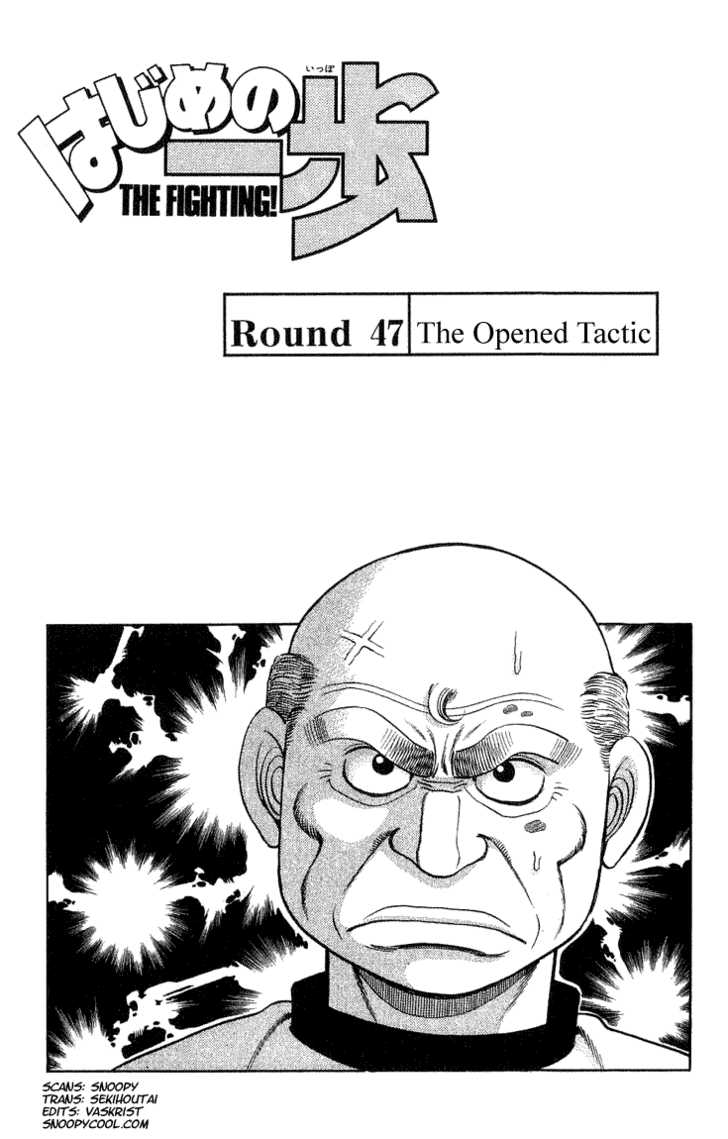 いっぽ
はじめの一歩
THE FIGHTING!
Round 47
The Opened Tactic
SCANS: SNOOPY
TRANS: SEKIHOUTAI
EDITS: VASKRIST
SNOOPYCOOL.COM